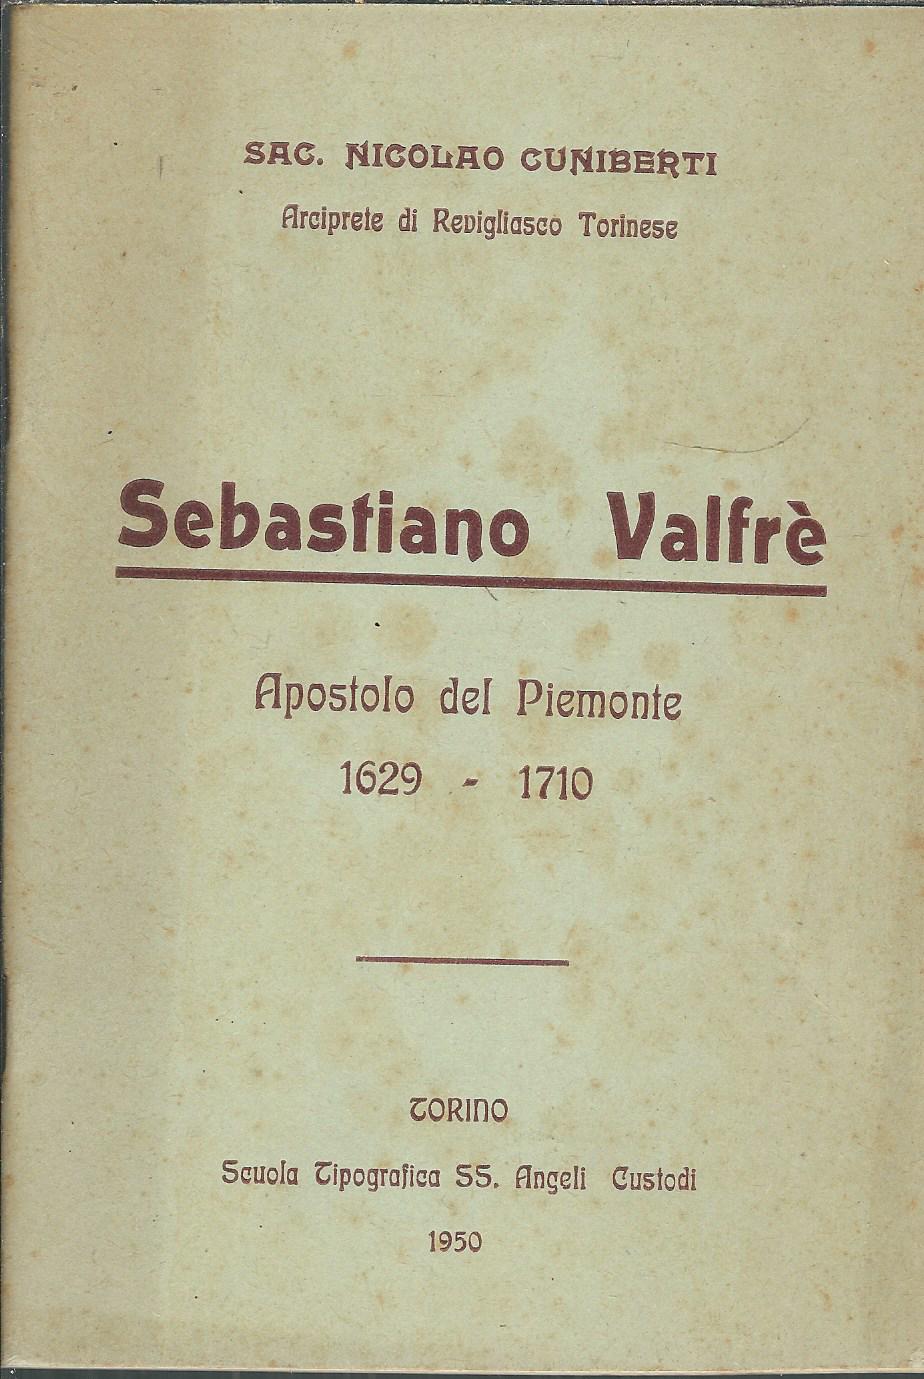 SAC. NICOLAO CUNIBERTI
Arciprete di Revigliasco Torinese
Sebastiano Valfrè
Apostolo del Piemonte
1629 - 1710
TORINO
Scuola Tipografica SS. Angeli Custodi
1950